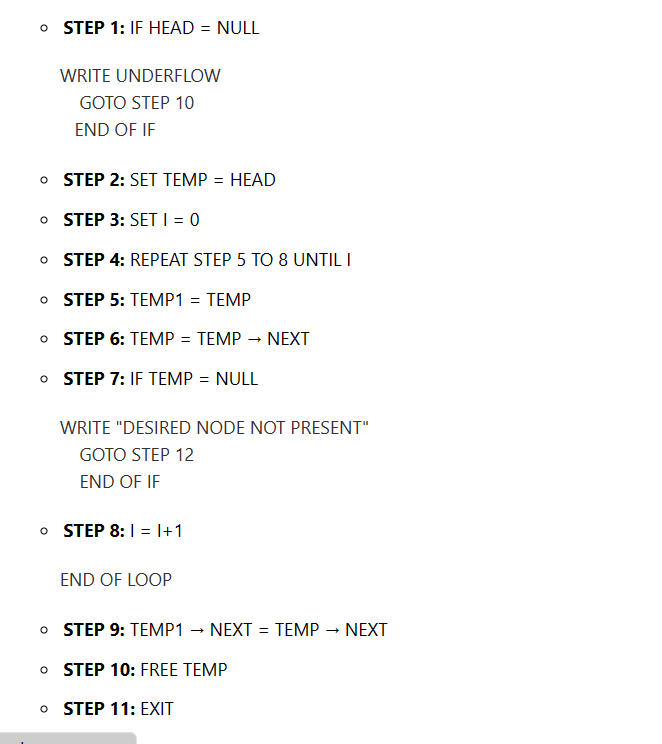 STEP 1: IF HEAD = NULL
WRITE UNDERFLOW
GOTO STEP 10
END OF IF
STEP 2: SET TEMP = HEAD
STEP 3: SET I = 0
STEP 4: REPEAT STEP 5 TO 8 UNTIL I
STEP 5: TEMP1 = TEMP
STEP 6: TEMP = TEMP → NEXT
STEP 7: IF TEMP = NULL
WRITE "DESIRED NODE NOT PRESENT"
GOTO STEP 12
END OF IF
STEP 8: I = I+1
END OF LOOP
STEP 9: TEMP1 → NEXT = TEMP → NEXT
STEP 10: FREE TEMP
STEP 11: EXIT